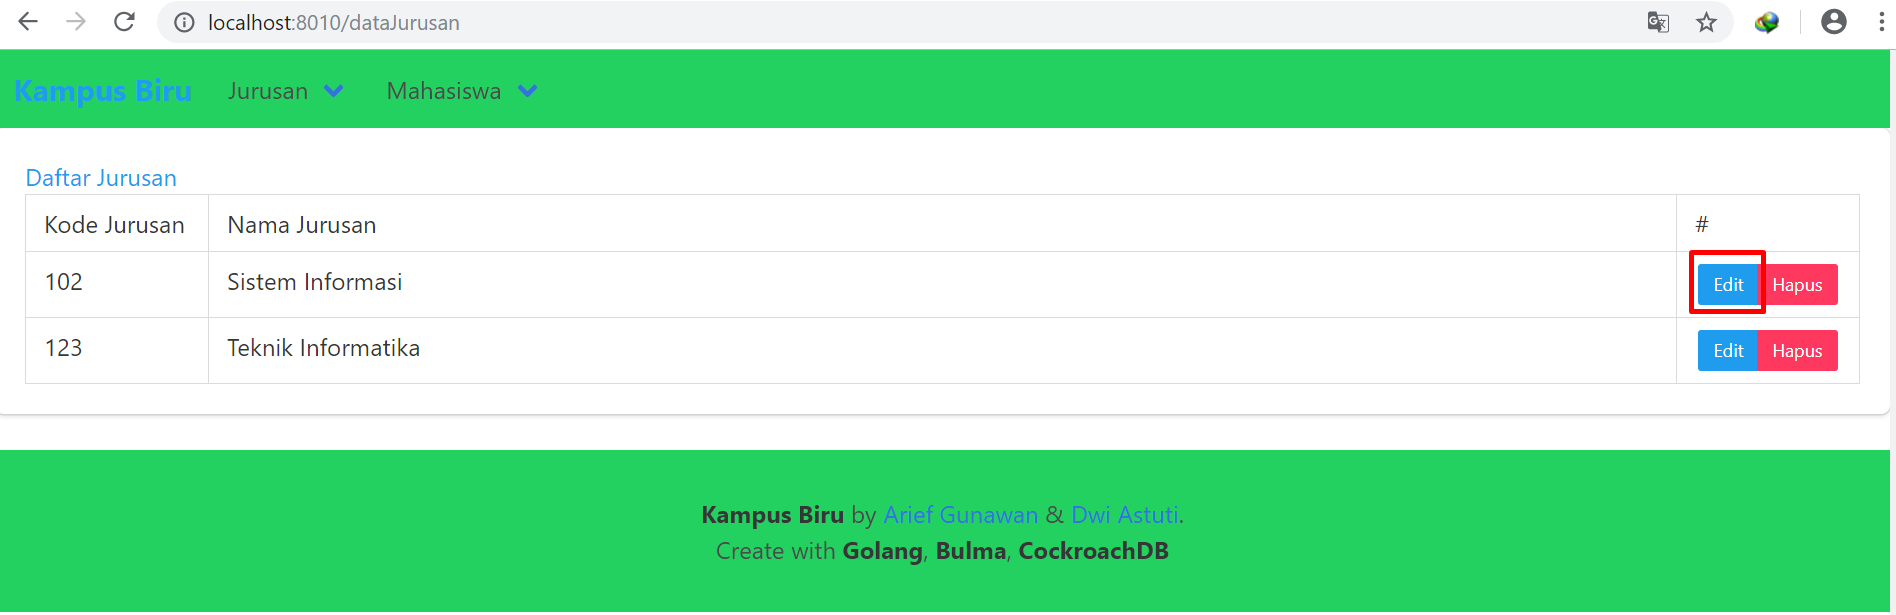 localhost:8010/dataJurusan
Kampus Biru Jurusan Mahasiswa
Daftar Jurusan
Kode Jurusan Nama Jurusan #
102 Sistem Informasi Edit Hapus
123 Teknik Informatika Edit Hapus
Kampus Biru by Arief Gunawan & Dwi Astuti.
Create with Golang, Bulma, CockroachDB